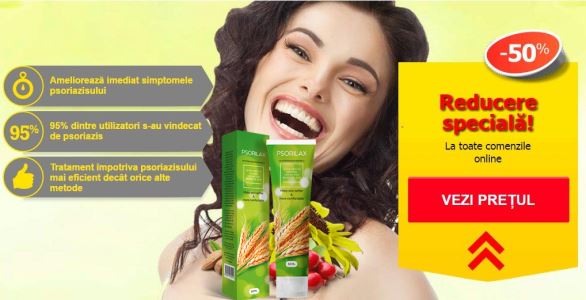 Ameliorează imediat simptomele
psoriazisului
95%
95% dintre utilizatori s-au vindecat
de psoriazis
Tratament împotriva psoriazisului
mai eficient decât orice alte
metode
PSORILAX
PSORILAX
-50%
Reducere
specială!
La toate comenzile
online
VEZI PREȚUL